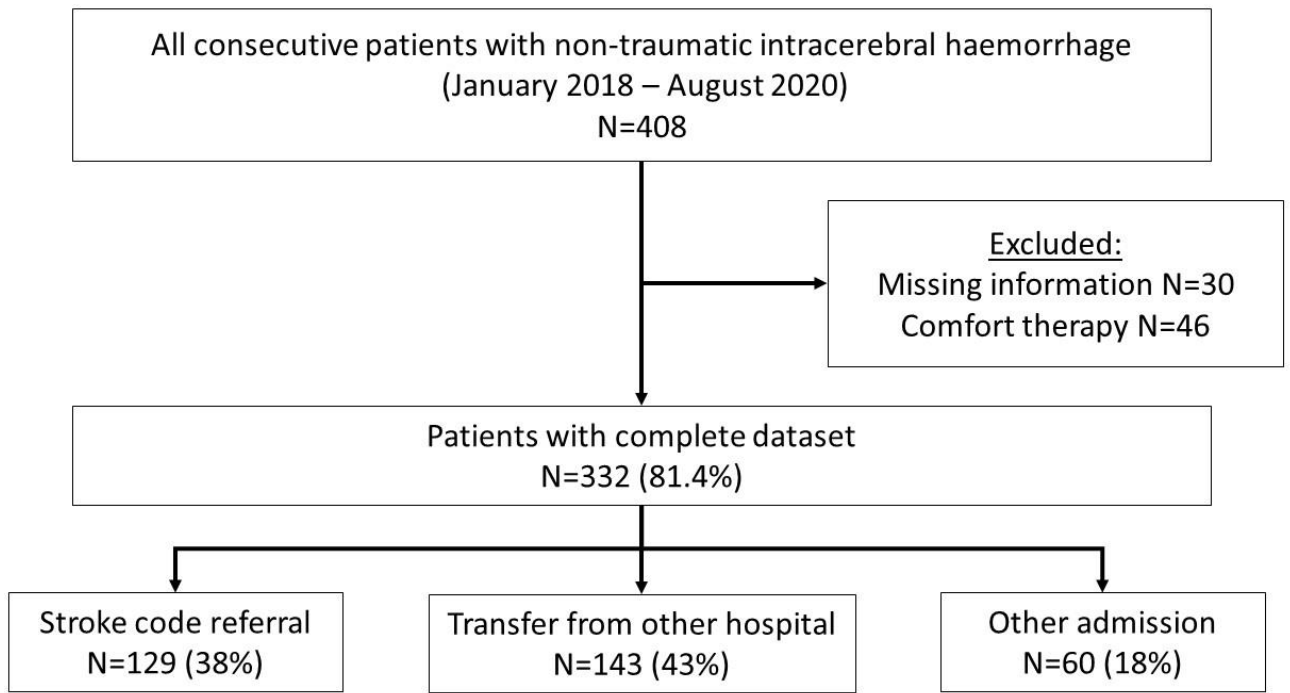 All consecutive patients with non-traumatic intracerebral haemorrhage
(January 2018 – August 2020)
N=408
Excluded:
Missing information N=30
Comfort therapy N=46
Patients with complete dataset
N=332 (81.4%)
Stroke code referral
N=129 (38%)
Transfer from other hospital
N=143 (43%)
Other admission
N=60 (18%)